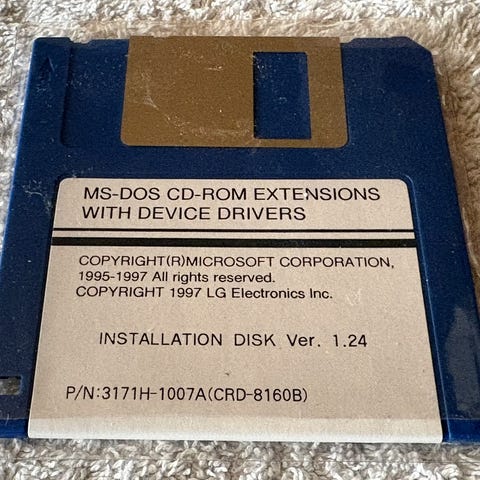 MS-DOS CD-ROM EXTENSIONS
WITH DEVICE DRIVERS
COPYRIGHT(R)MICROSOFT CORPORATION,
1995-1997 All rights reserved.
COPYRIGHT 1997 LG Electronics Inc.
INSTALLATION DISK Ver. 1.24
P/N:3171H-1007A(CRD-8160B)